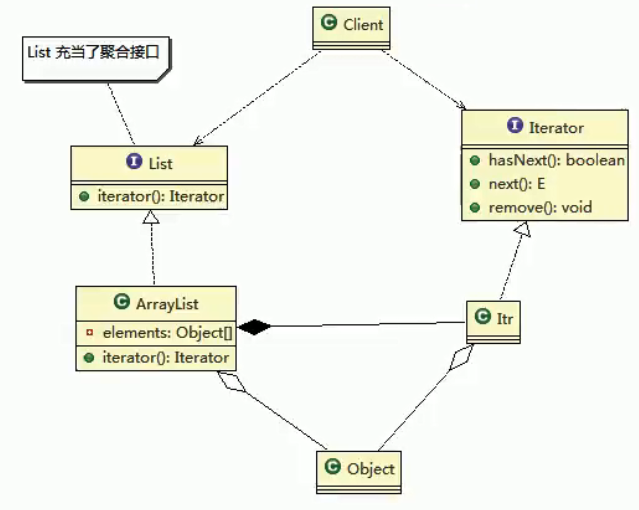 Client
List 充当了聚合接口
Iterator
hasNext(): boolean
next(): E
remove(): void
List
iterator(): Iterator
ArrayList
elements: Object[]
iterator(): Iterator
Itr
Object